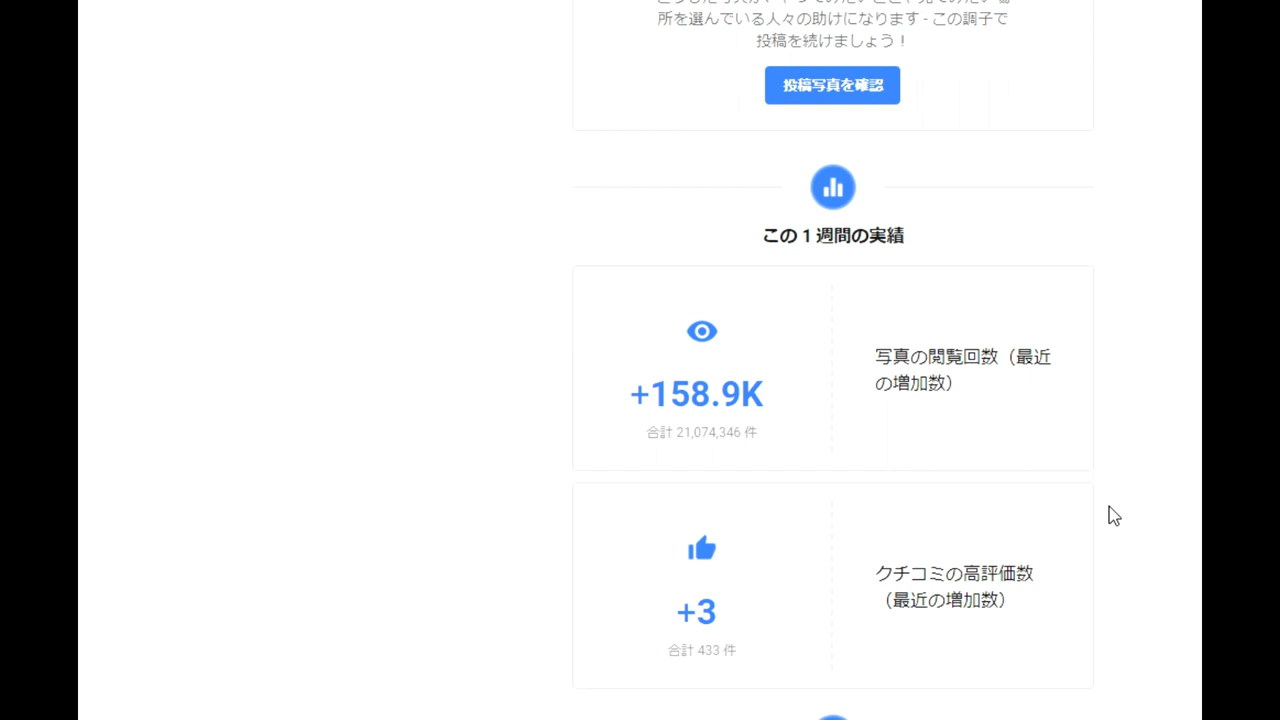 所を選んでいる人々の助けになります - この調子で
投稿を続けましょう！
投稿写真を確認
この 1 週間の実績
+158.9K
合計 21,074,346 件
写真の閲覧回数（最近
の増加数）
+3
合計 433 件
クチコミの高評価数
（最近の増加数）